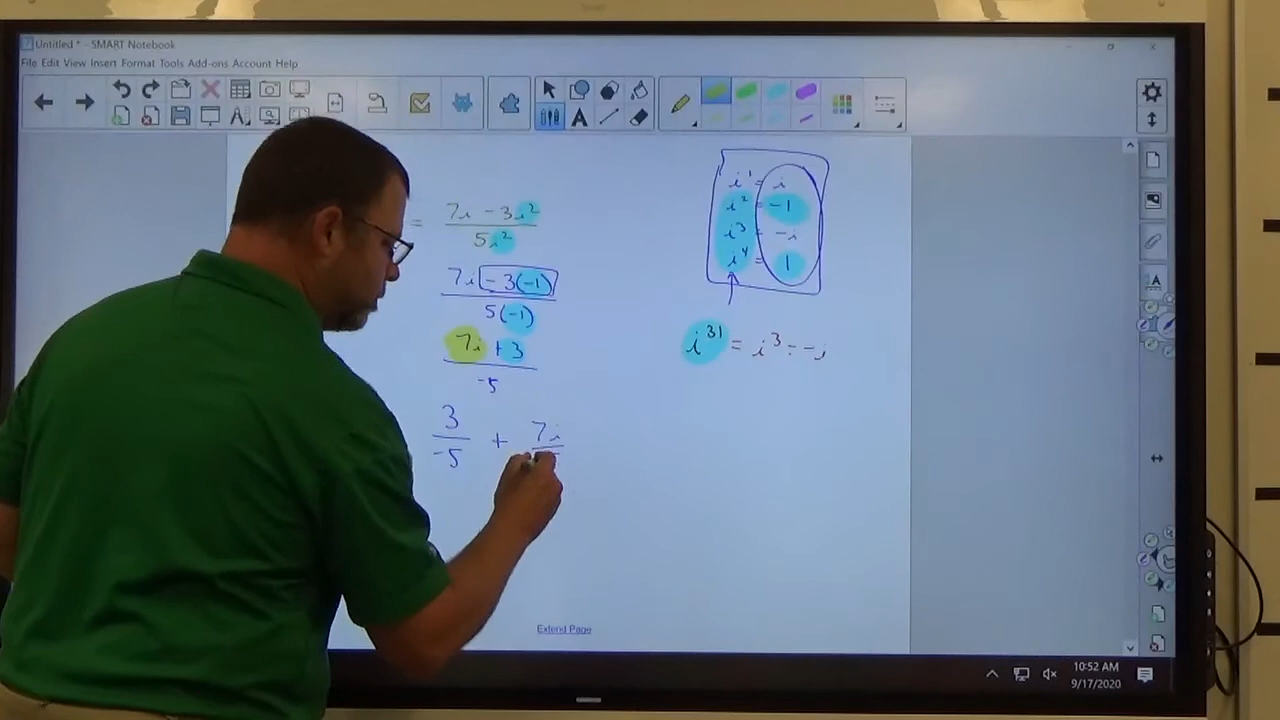 Untitled * - SMART Notebook
File Edit View Insert Format Tools Add-ons Account Help
i¹ = i
i² = -1
i³ = -i
i⁴ = 1
= 7i - 3i²
5i²
7i - 3(-1)
5(-1)
7i + 3
-5
i³¹ = i³ = -i
3 + 7i
-5
Extend Page
10:52 AM
9/17/2020